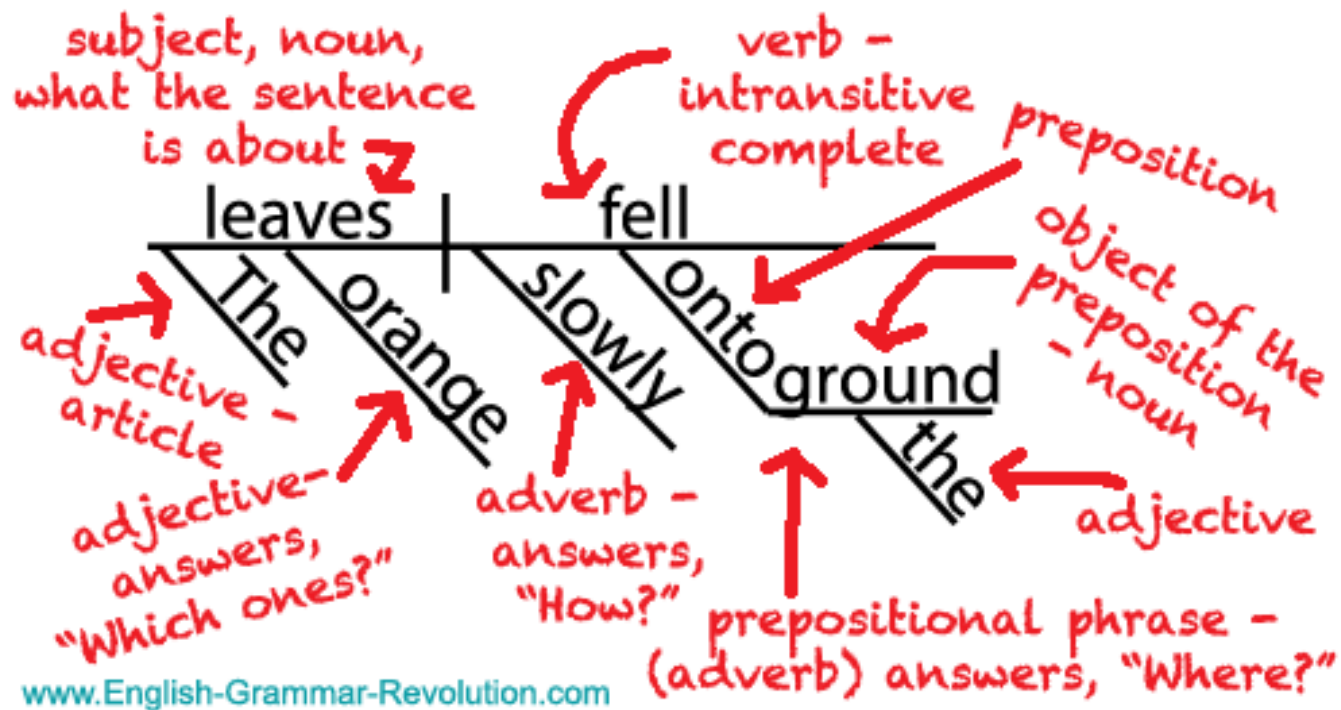 subject, noun,
what the sentence
is about
verb -
intransitive
complete
preposition
object of the
preposition
- noun
leaves
fell
The
orange
slowly
onto
ground
the
adjective -
article
adjective-
answers,
"Which ones?"
adverb -
answers,
"How?"
adjective
prepositional phrase -
(adverb) answers, "Where?"
www.English-Grammar-Revolution.com